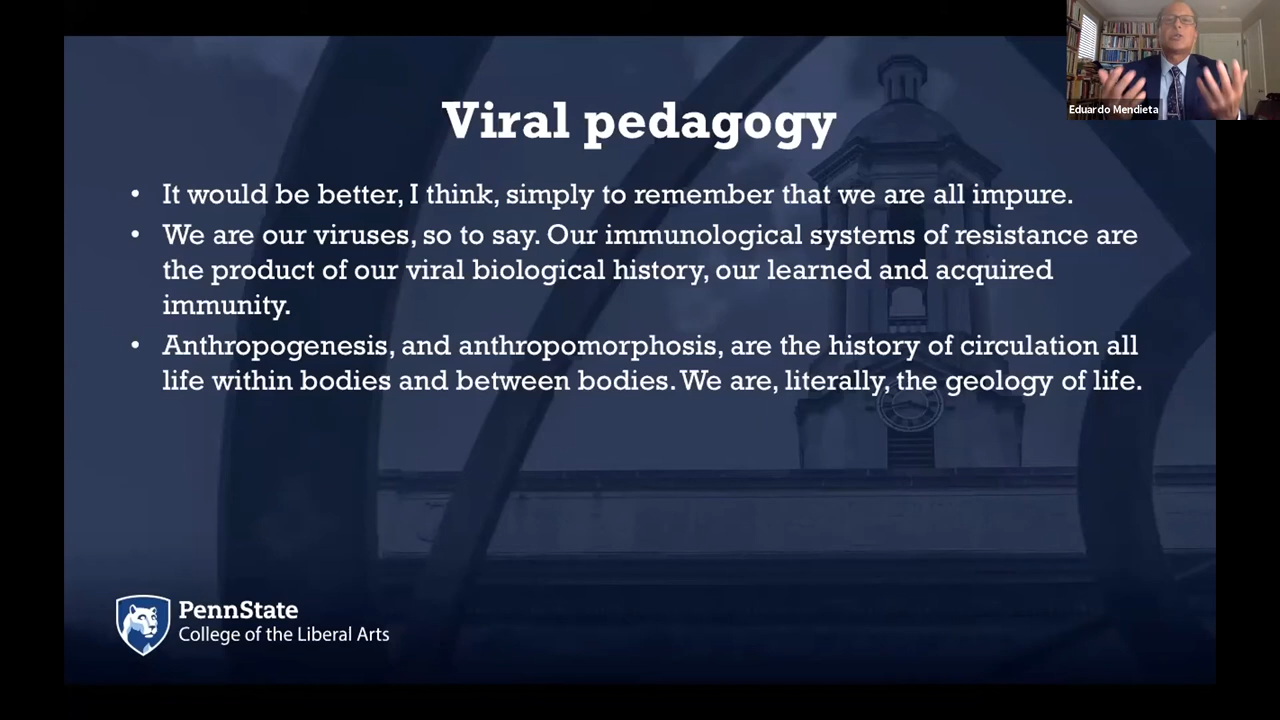 Eduardo Mendieta
Viral pedagogy
• It would be better, I think, simply to remember that we are all impure.
• We are our viruses, so to say. Our immunological systems of resistance are
the product of our viral biological history, our learned and acquired
immunity.
• Anthropogenesis, and anthropomorphosis, are the history of circulation all
life within bodies and between bodies. We are, literally, the geology of life.
PennState
College of the Liberal Arts